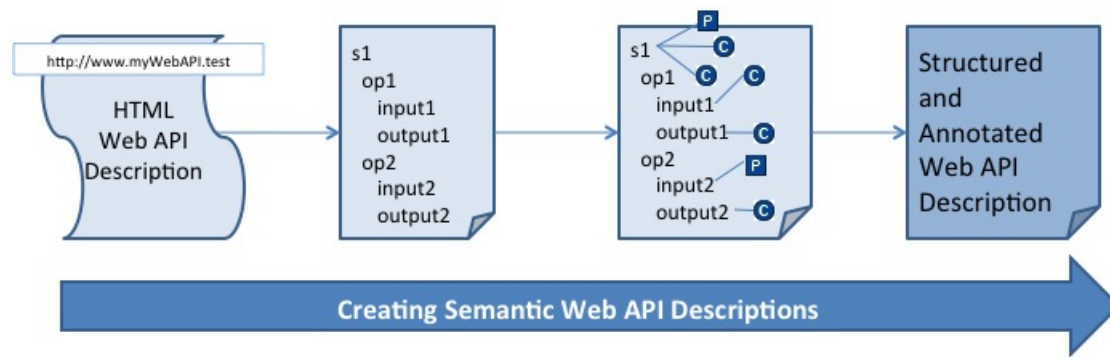 http://www.myWebAPI.test
HTML
Web API
Description
s1
op1
input1
output1
op2
input2
output2
P
s1
C
op1
C
C
input1
output1
C
op2
P
input2
output2
C
Structured
and
Annotated
Web API
Description
Creating Semantic Web API Descriptions